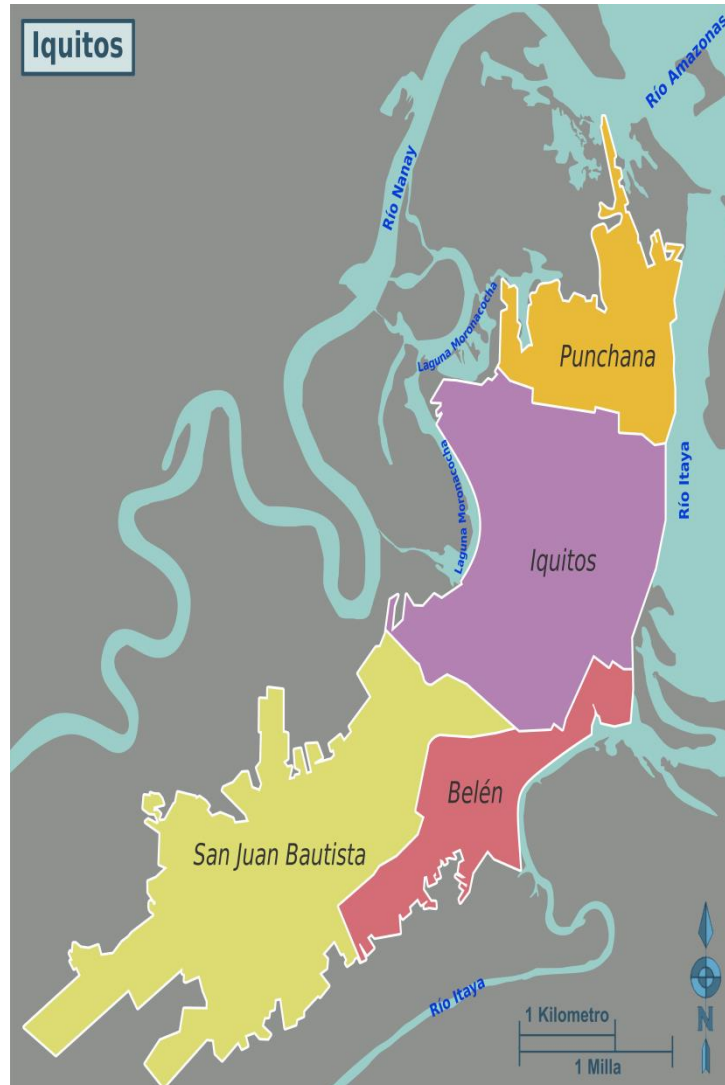 Iquitos
Río Amazonas
Río Nanay
Laguna Moronacocha
Punchana
Laguna Moronacocha
Río Itaya
Iquitos
Belén
San Juan Bautista
Río Itaya
N
1 Kilometro
1 Milla